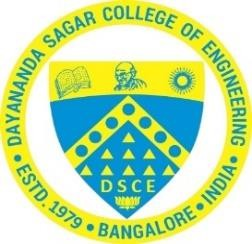 DAYANANDA SAGAR COLLEGE OF ENGINEERING
• ESTD. 1979 • BANGALORE • INDIA •
DSCE